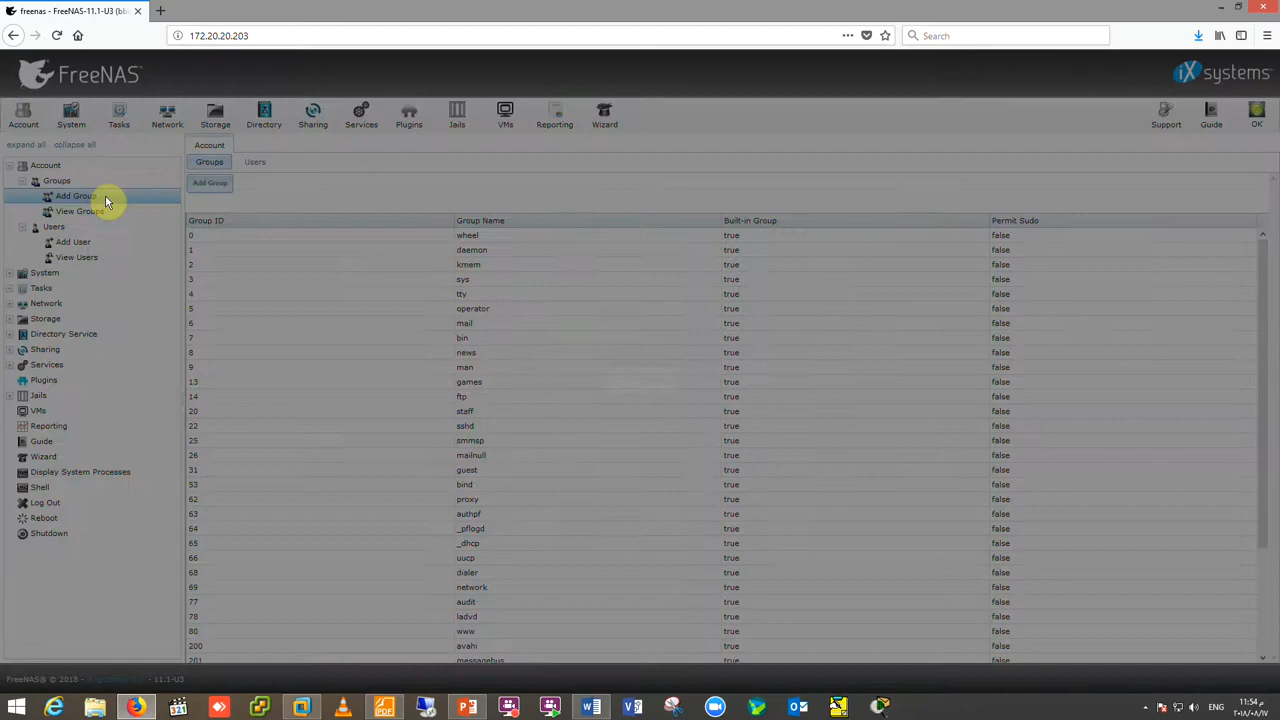 freenas - FreeNAS-11.1-U3 (bb
172.20.20.203
Search
FreeNAS
iXsystems
Account System Tasks Network Storage Directory Sharing Services Plugins Jails VMs Reporting Wizard Support Guide OK
expand all collapse all
Account
Groups
Add Group
View Groups
Users
Add User
View Users
System
Tasks
Network
Storage
Directory Service
Sharing
Services
Plugins
Jails
VMs
Reporting
Guide
Wizard
Display System Processes
Shell
Log Out
Reboot
Shutdown
Account
Groups Users
Add Group
Group ID Group Name Built-in Group Permit Sudo
0 wheel true false
1 daemon true false
2 kmem true false
3 sys true false
4 tty true false
5 operator true false
6 mail true false
7 bin true false
8 news true false
9 man true false
13 games true false
14 ftp true false
20 staff true false
22 sshd true false
25 smmsp true false
26 mailnull true false
31 guest true false
53 bind true false
62 proxy true false
63 authpf true false
64 _pflogd true false
65 _dhcp true false
66 uucp true false
68 dialer true false
69 network true false
77 audit true false
78 ladvd true false
80 www true false
200 avahi true false
201 messagebus true false
FreeNAS® © 2018 - - 11.1-U3
11:54 م
٢٠١٨/٠٨/١٧